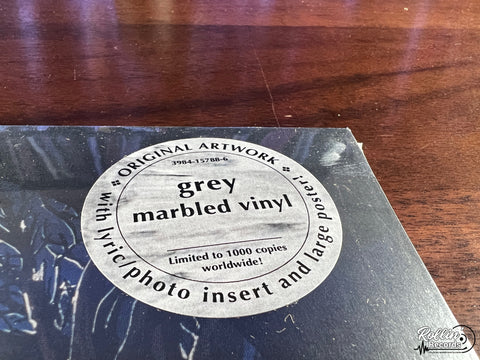 ORIGINAL ARTWORK
3984-15788-6
grey
marbled vinyl
Limited to 1000 copies
worldwide!
with lyric/photo insert and large poster!
Rollin'
Records